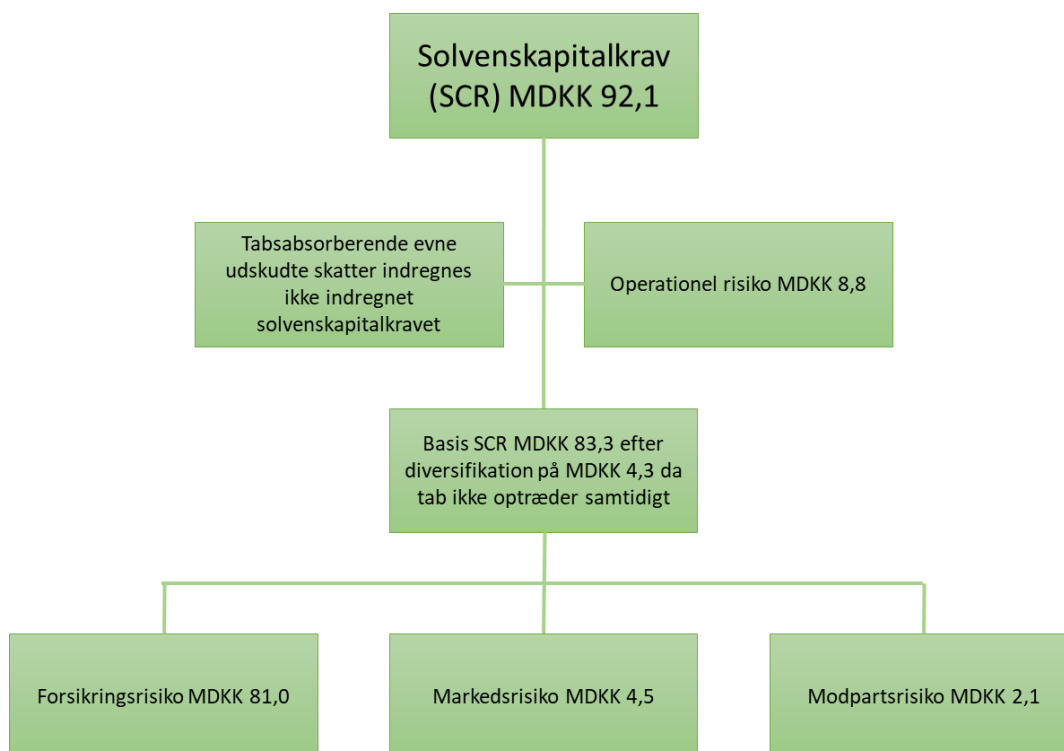 Solvenskapitalkrav
(SCR) MDKK 92,1
Tabsabsorberende evne
udskudte skatter indregnes
ikke indregnet
solvenskapitalkravet
Operationel risiko MDKK 8,8
Basis SCR MDKK 83,3 efter
diversifikation på MDKK 4,3 da
tab ikke optræder samtidigt
Forsikringsrisiko MDKK 81,0
Markedsrisiko MDKK 4,5
Modpartsrisiko MDKK 2,1